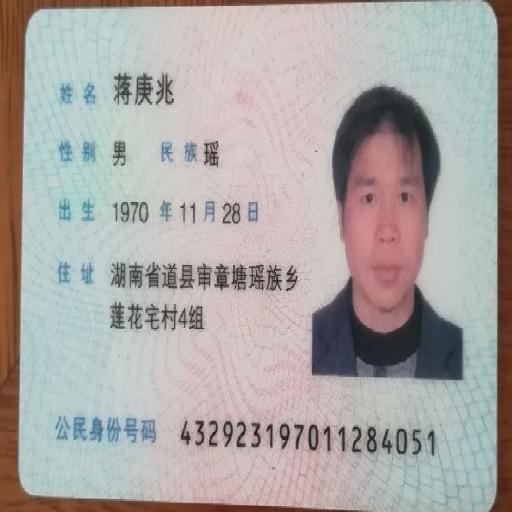 姓名 蒋庚兆
性别 男 民族 瑶
出生 1970 年 11 月 28 日
住址 湖南省道县审章塘瑶族乡
莲花宅村4组
公民身份号码 432923197011284051